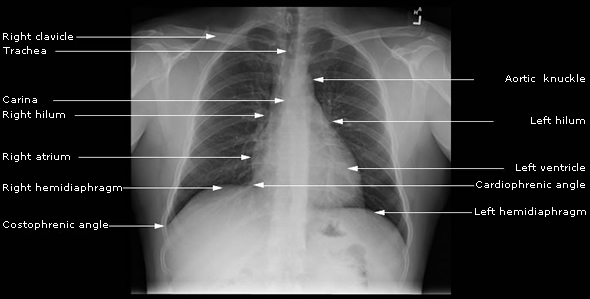 Right clavicle
Trachea
Aortic knuckle
Carina
Right hilum
Left hilum
Right atrium
Left ventricle
Right hemidiaphragm
Cardiophrenic angle
Left hemidiaphragm
Costophrenic angle